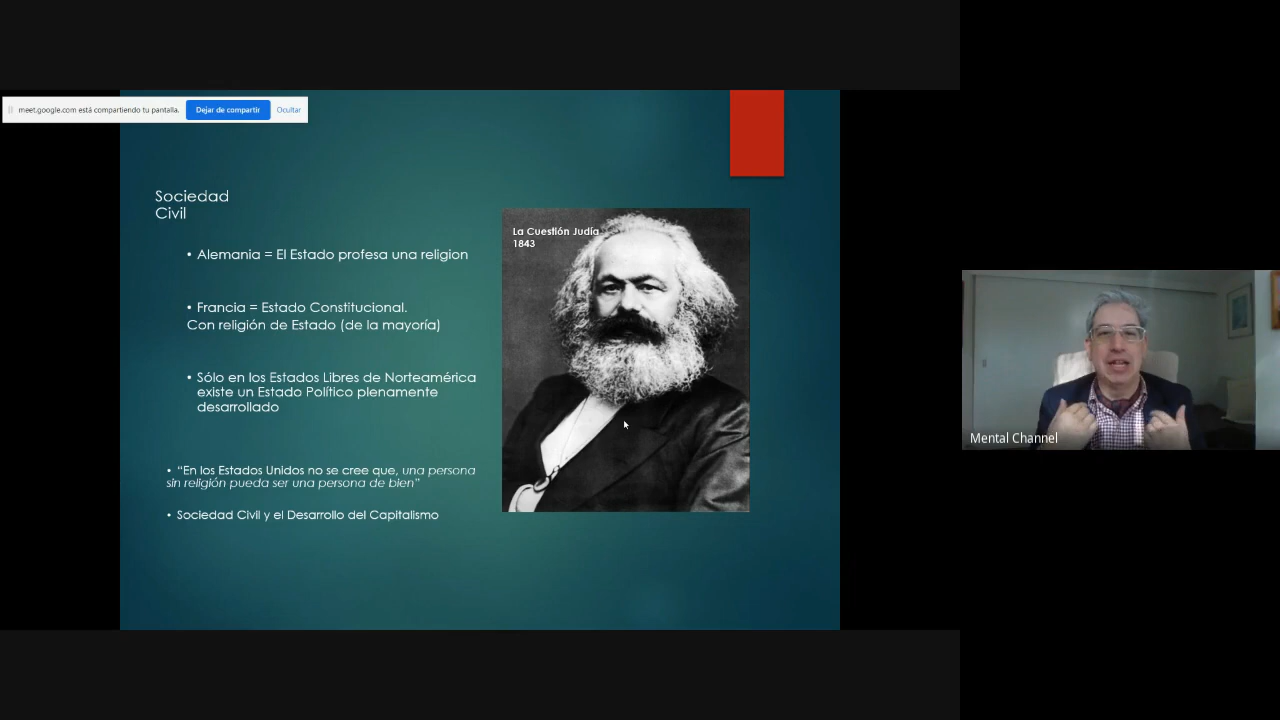 meet.google.com está compartiendo tu pantalla.
Dejar de compartir
Ocultar
Sociedad
Civil
• Alemania = El Estado profesa una religion
• Francia = Estado Constitucional.
Con religión de Estado (de la mayoría)
• Sólo en los Estados Libres de Norteamérica
existe un Estado Político plenamente
desarrollado
• “En los Estados Unidos no se cree que, una persona
sin religión pueda ser una persona de bien”
• Sociedad Civil y el Desarrollo del Capitalismo
La Cuestión Judía
1843
Mental Channel